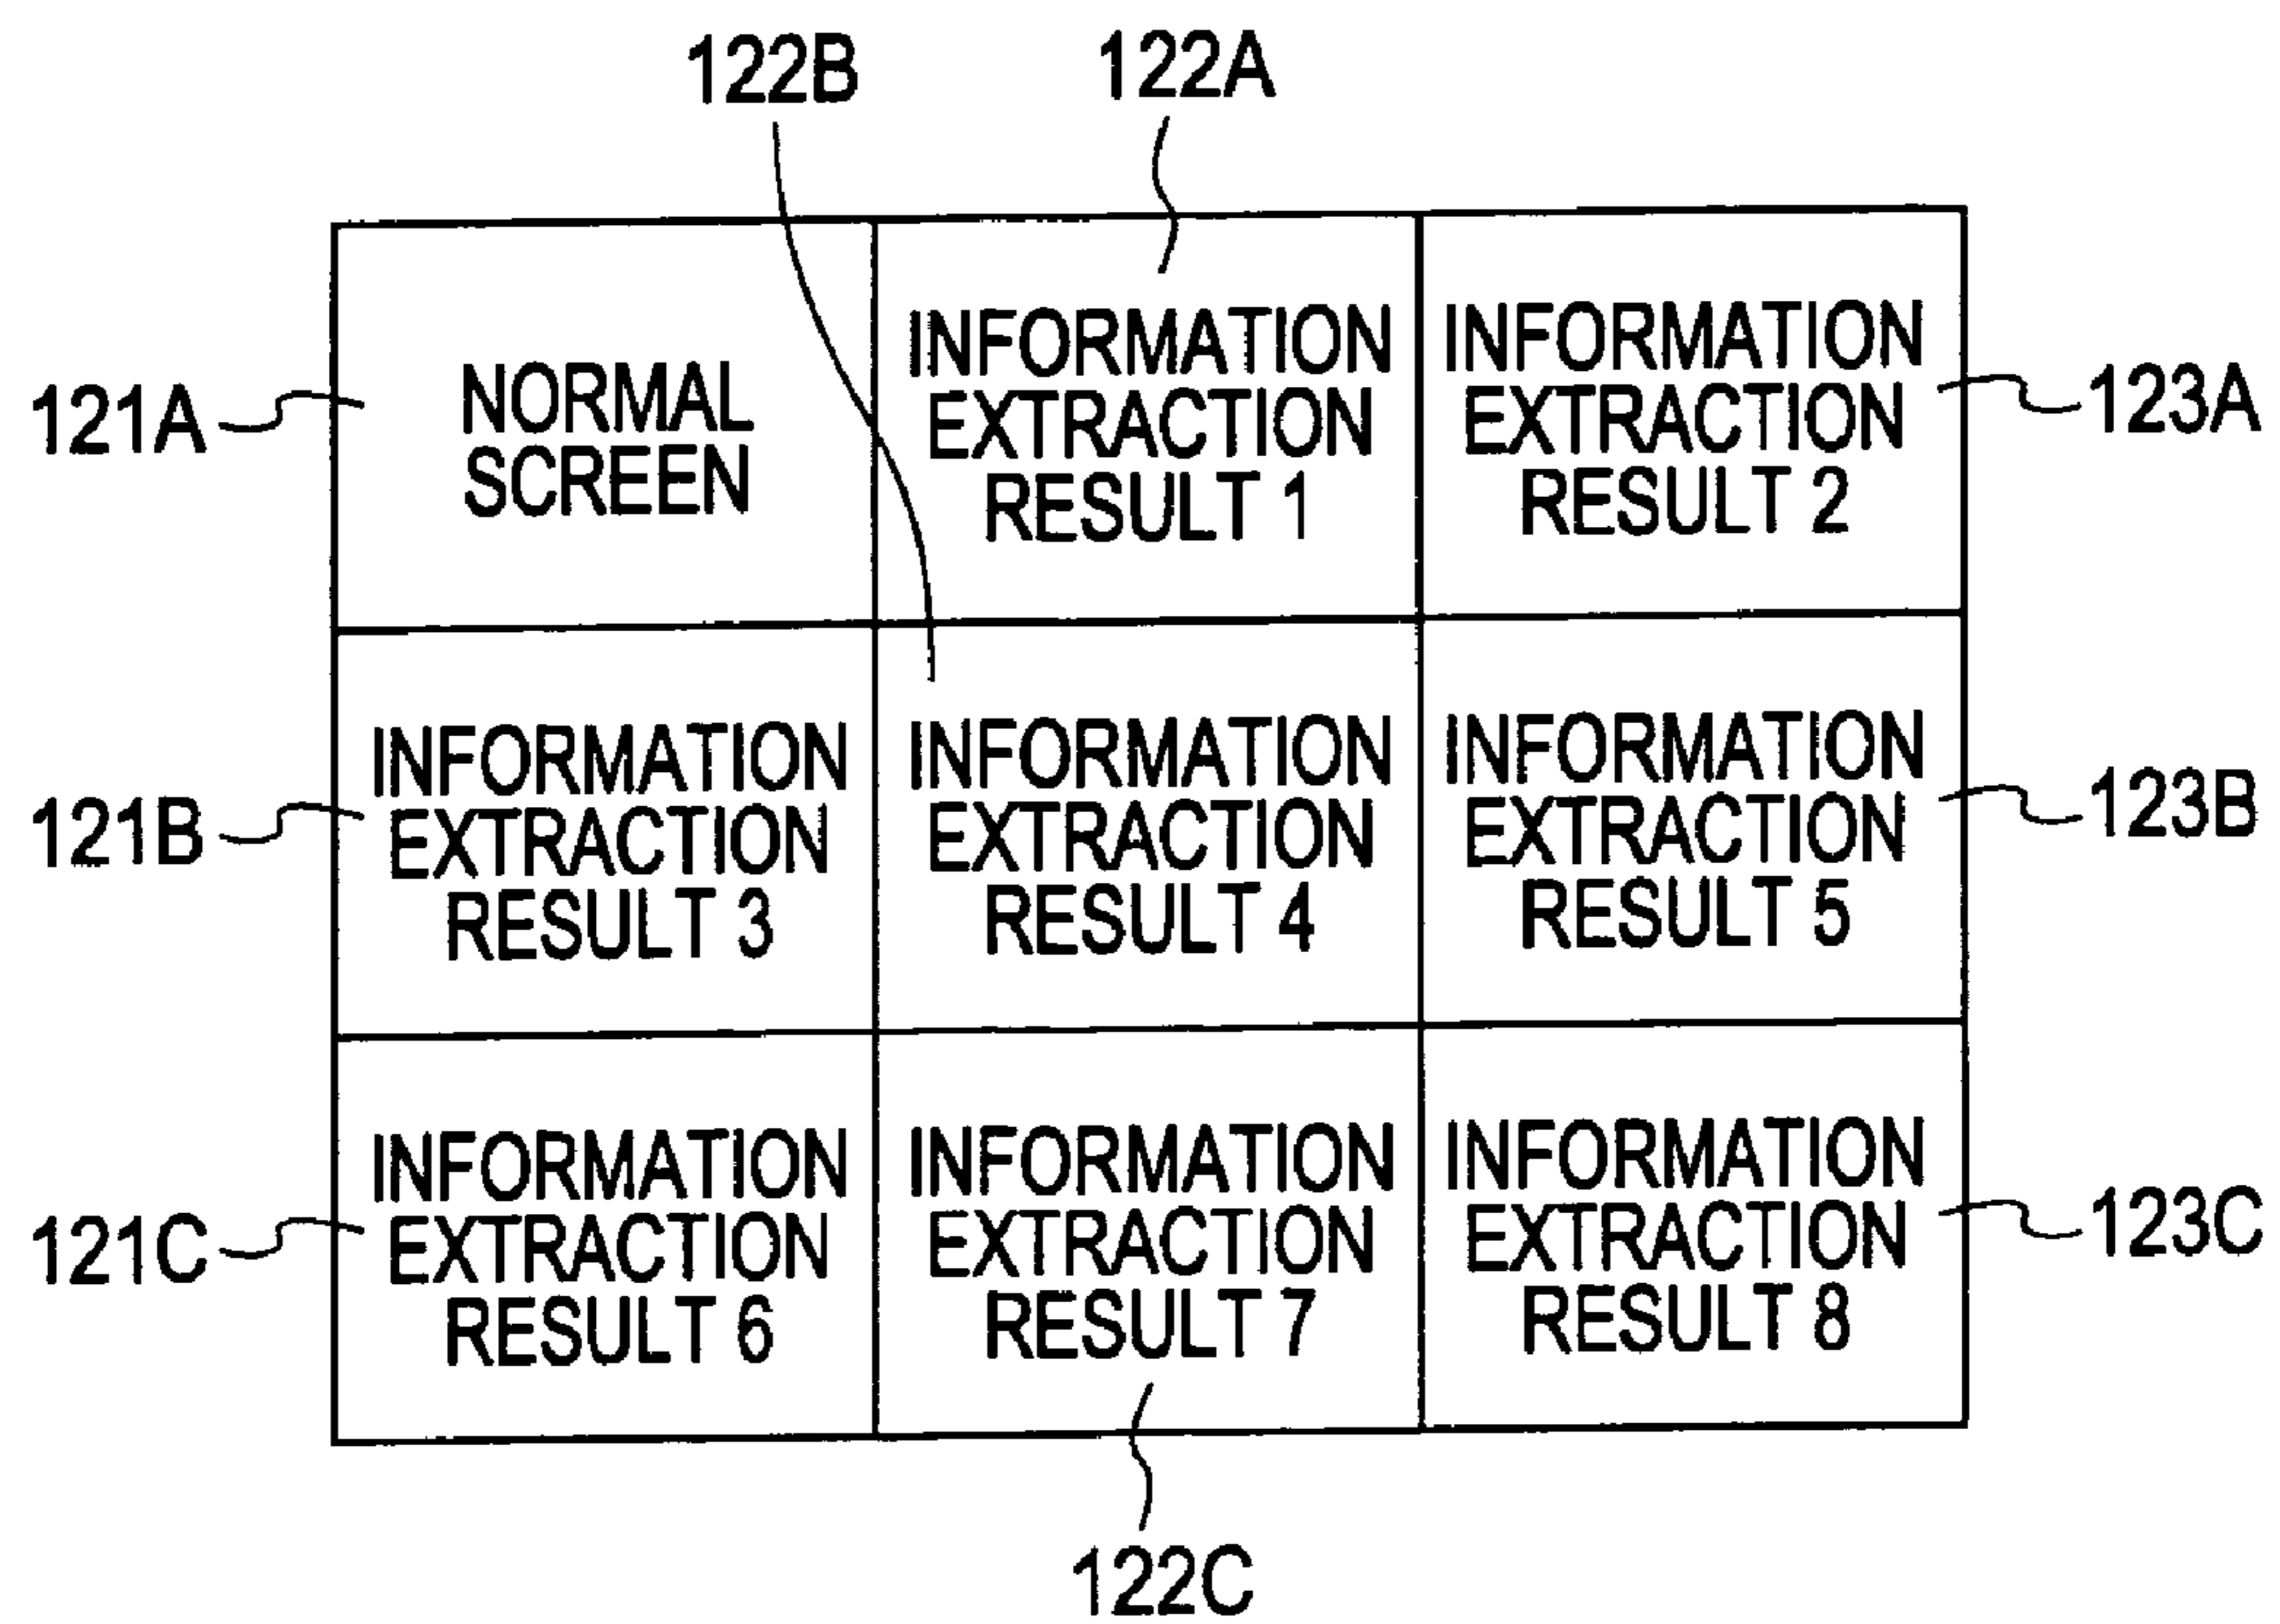 122B
122A
121A
NORMAL
SCREEN
INFORMATION
EXTRACTION
RESULT 1
INFORMATION
EXTRACTION
RESULT 2
123A
121B
INFORMATION
EXTRACTION
RESULT 3
INFORMATION
EXTRACTION
RESULT 4
INFORMATION
EXTRACTION
RESULT 5
123B
121C
INFORMATION
EXTRACTION
RESULT 6
INFORMATION
EXTRACTION
RESULT 7
INFORMATION
EXTRACTION
RESULT 8
123C
122C